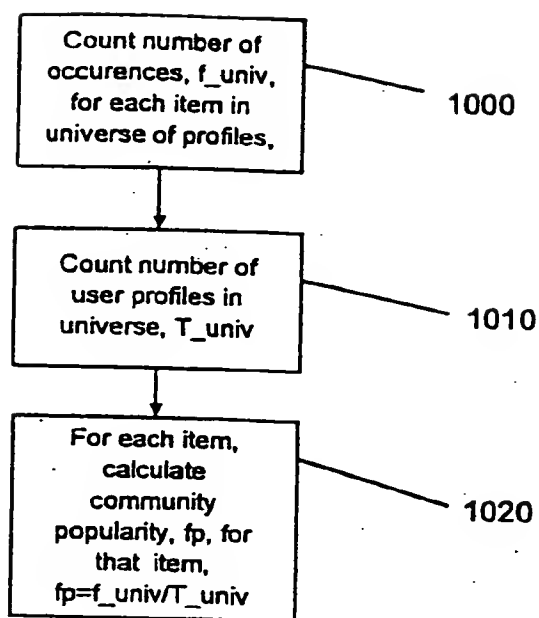 Count number of
occurences, f_univ,
for each item in
universe of profiles,
1000
Count number of
user profiles in
universe, T_univ
1010
For each item,
calculate
community
popularity, fp, for
that item,
fp=f_univ/T_univ
1020